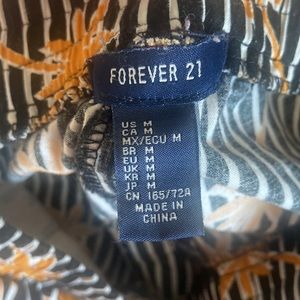 FOREVER 21
US M
CA M
MX/ECU M
BR M
EU M
UK M
KR M
JP M
CN 165/72A
MADE IN
CHINA